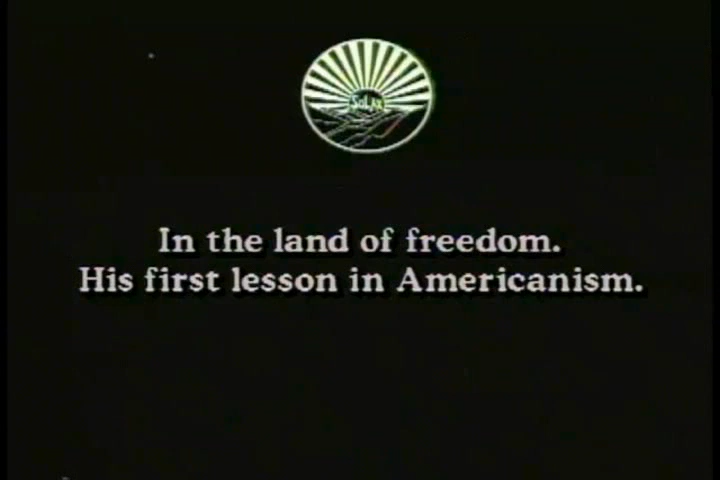 SOLAX
In the land of freedom.
His first lesson in Americanism.